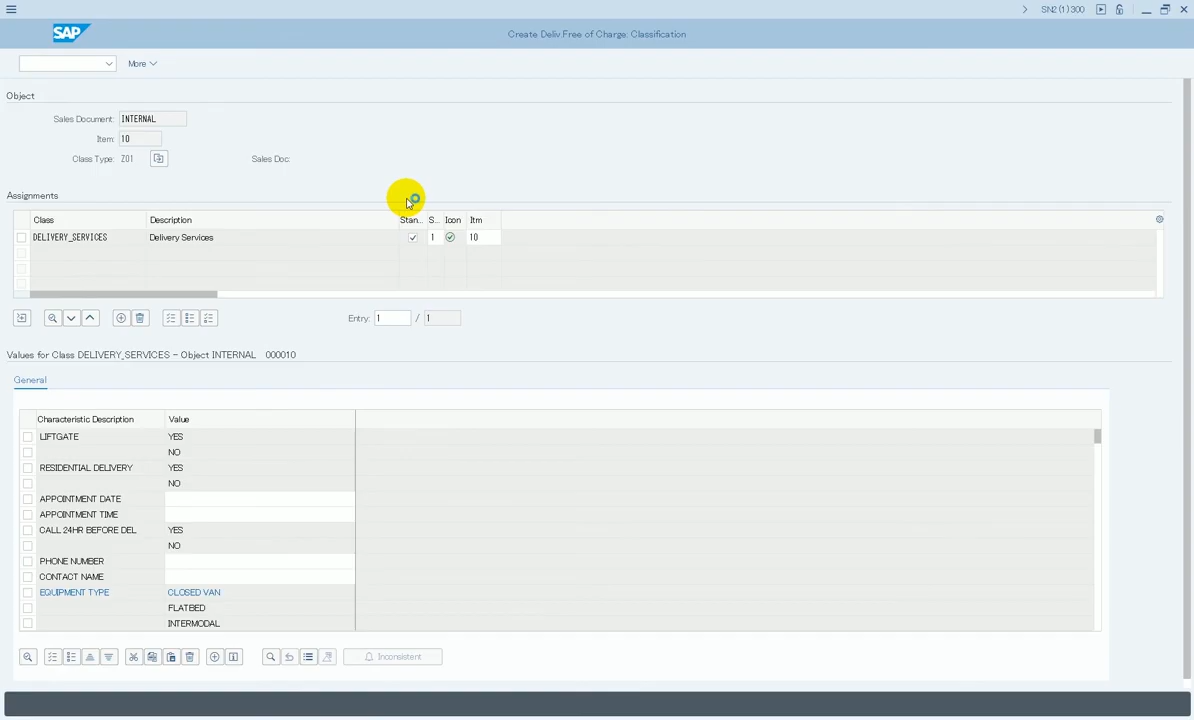 SN2 (1) 300
SAP
Create Deliv.Free of Charge: Classification
More
Object
Sales Document: INTERNAL
Item: 10
Class Type: Z01 Sales Doc:
Assignments
Class Description Stan... S... Icon Itm
DELIVERY_SERVICES Delivery Services 1 10
Entry: 1 / 1
Values for Class DELIVERY_SERVICES - Object INTERNAL 000010
General
Characteristic Description Value
LIFTGATE YES
NO
RESIDENTIAL DELIVERY YES
NO
APPOINTMENT DATE
APPOINTMENT TIME
CALL 24HR BEFORE DEL YES
NO
PHONE NUMBER
CONTACT NAME
EQUIPMENT TYPE CLOSED VAN
FLATBED
INTERMODAL
Inconsistent